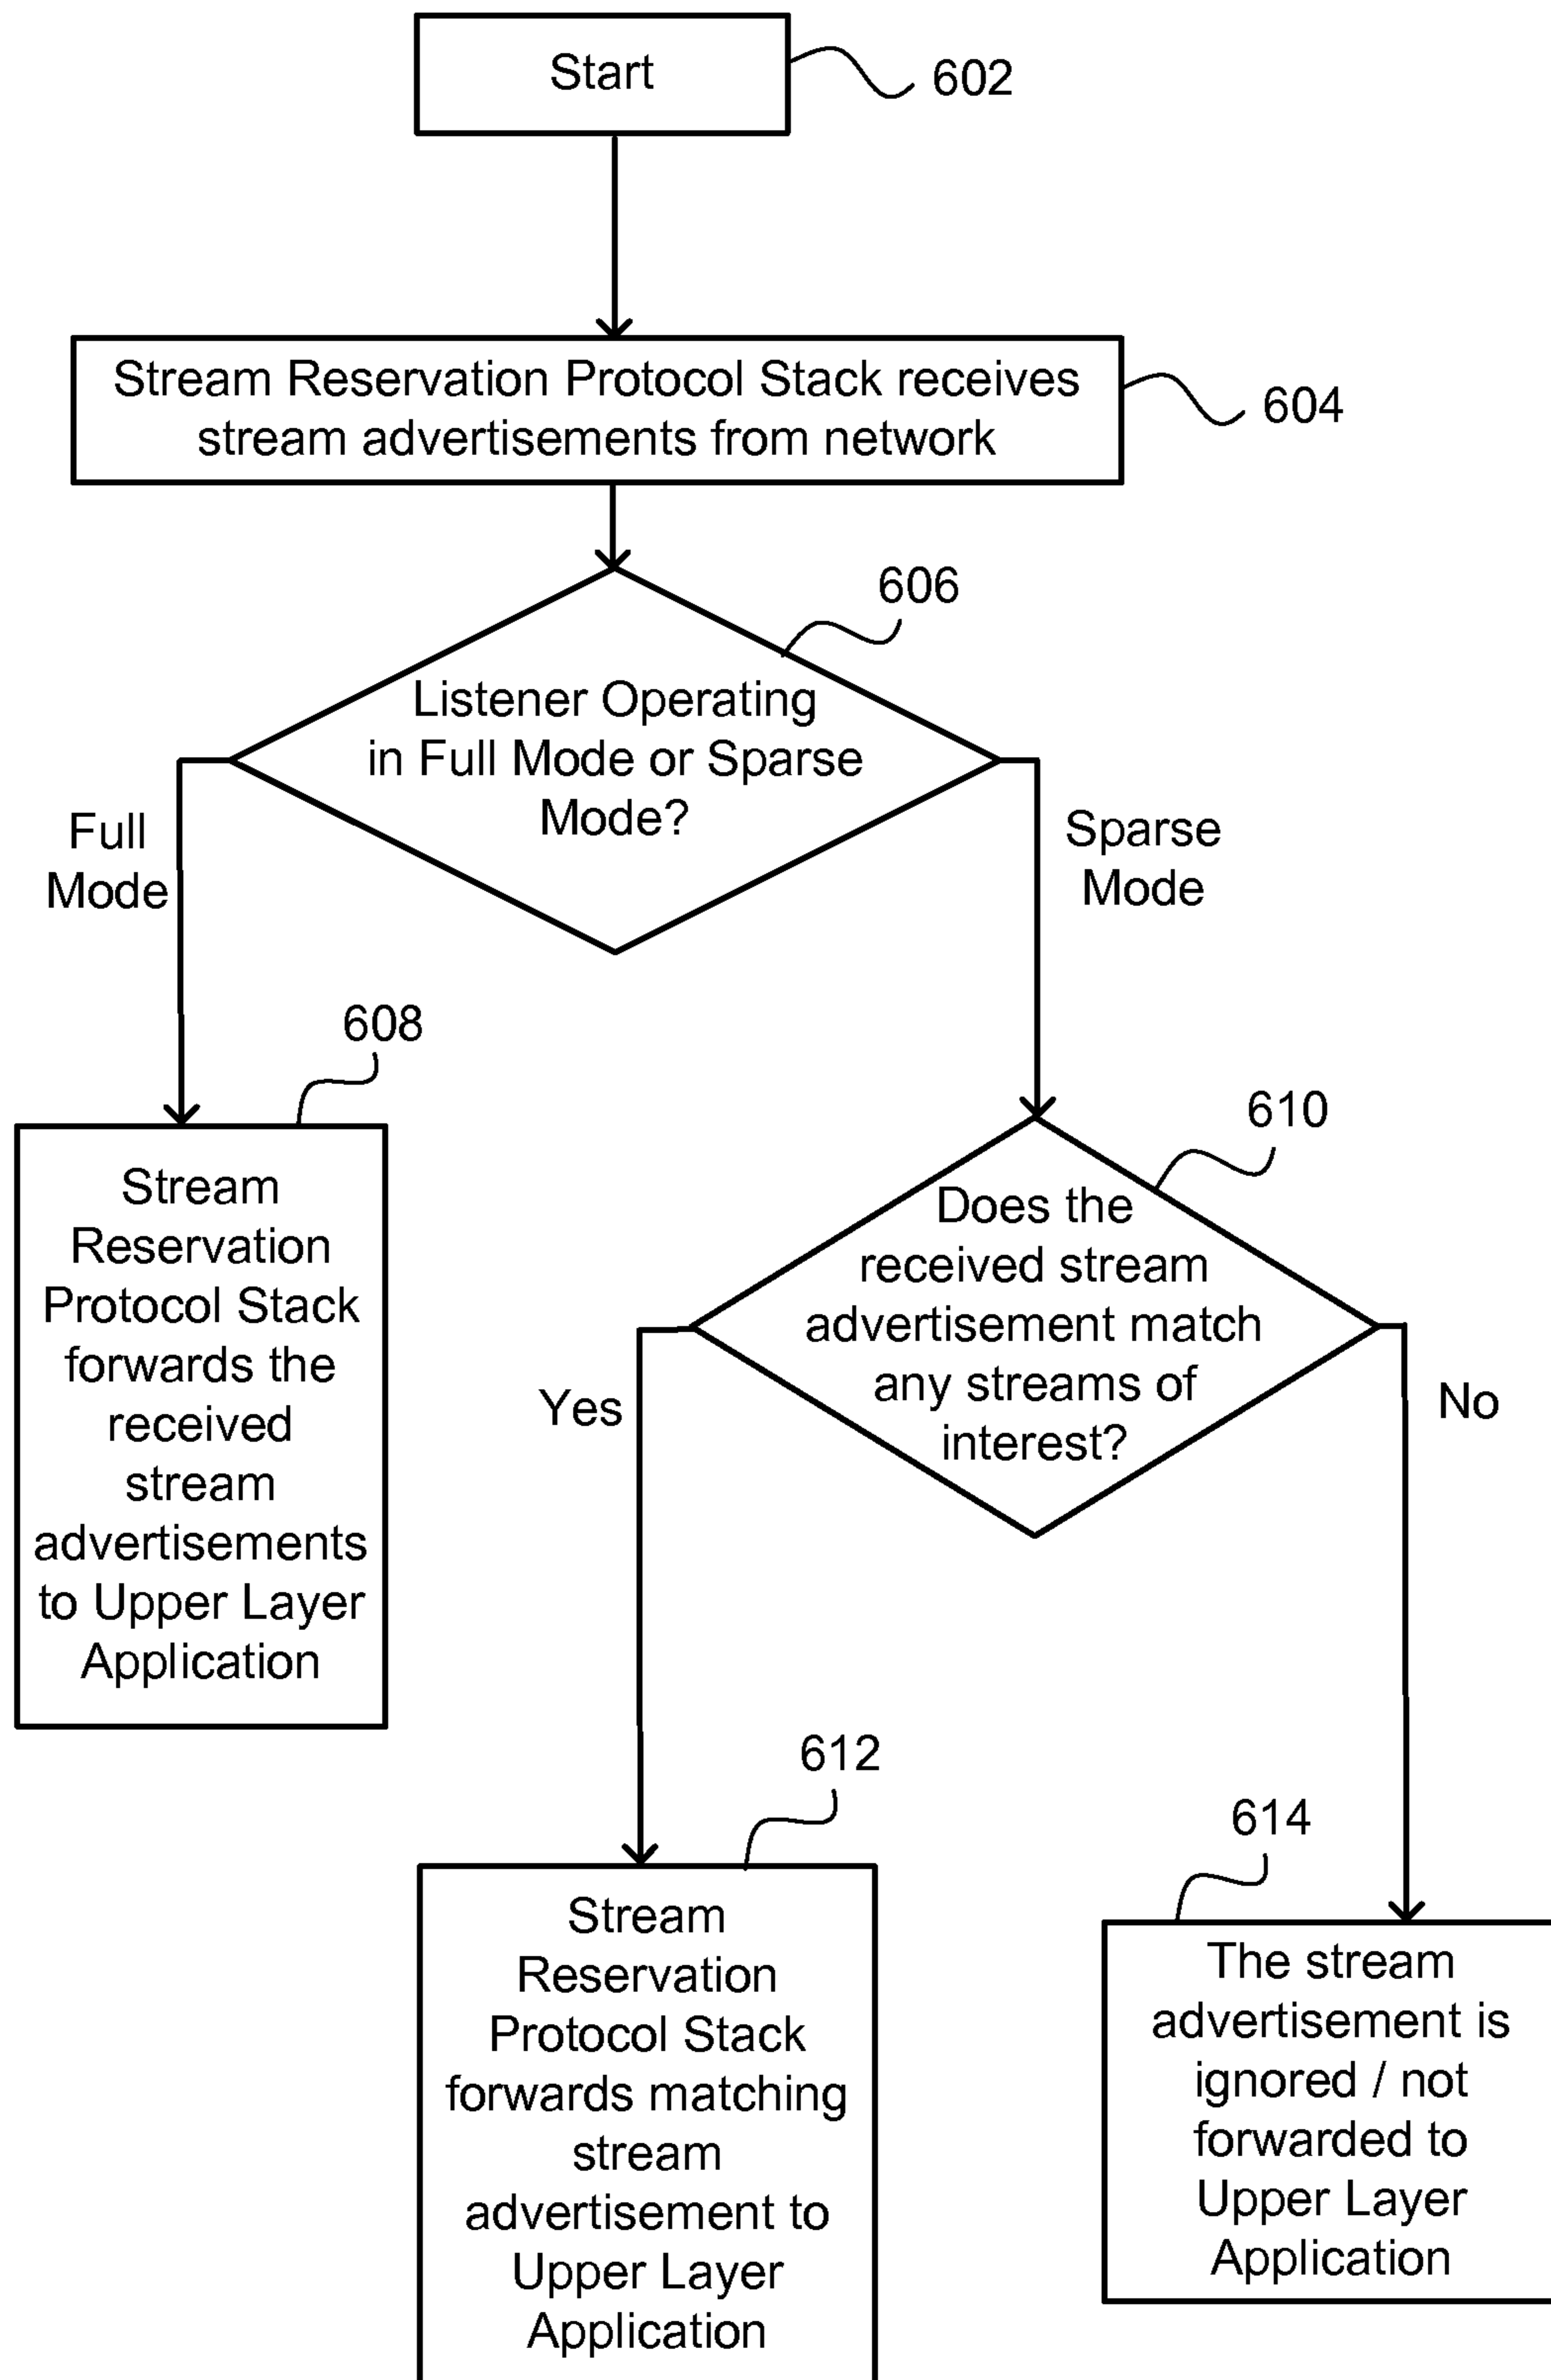 Start
602
Stream Reservation Protocol Stack receives
stream advertisements from network
604
606
Listener Operating
in Full Mode or Sparse
Mode?
Full
Mode
Sparse
Mode
608
Stream
Reservation
Protocol Stack
forwards the
received
stream
advertisements
to Upper Layer
Application
610
Does the
received stream
advertisement match
any streams of
interest?
Yes
No
612
Stream
Reservation
Protocol Stack
forwards matching
stream
advertisement to
Upper Layer
Application
614
The stream
advertisement is
ignored / not
forwarded to
Upper Layer
Application